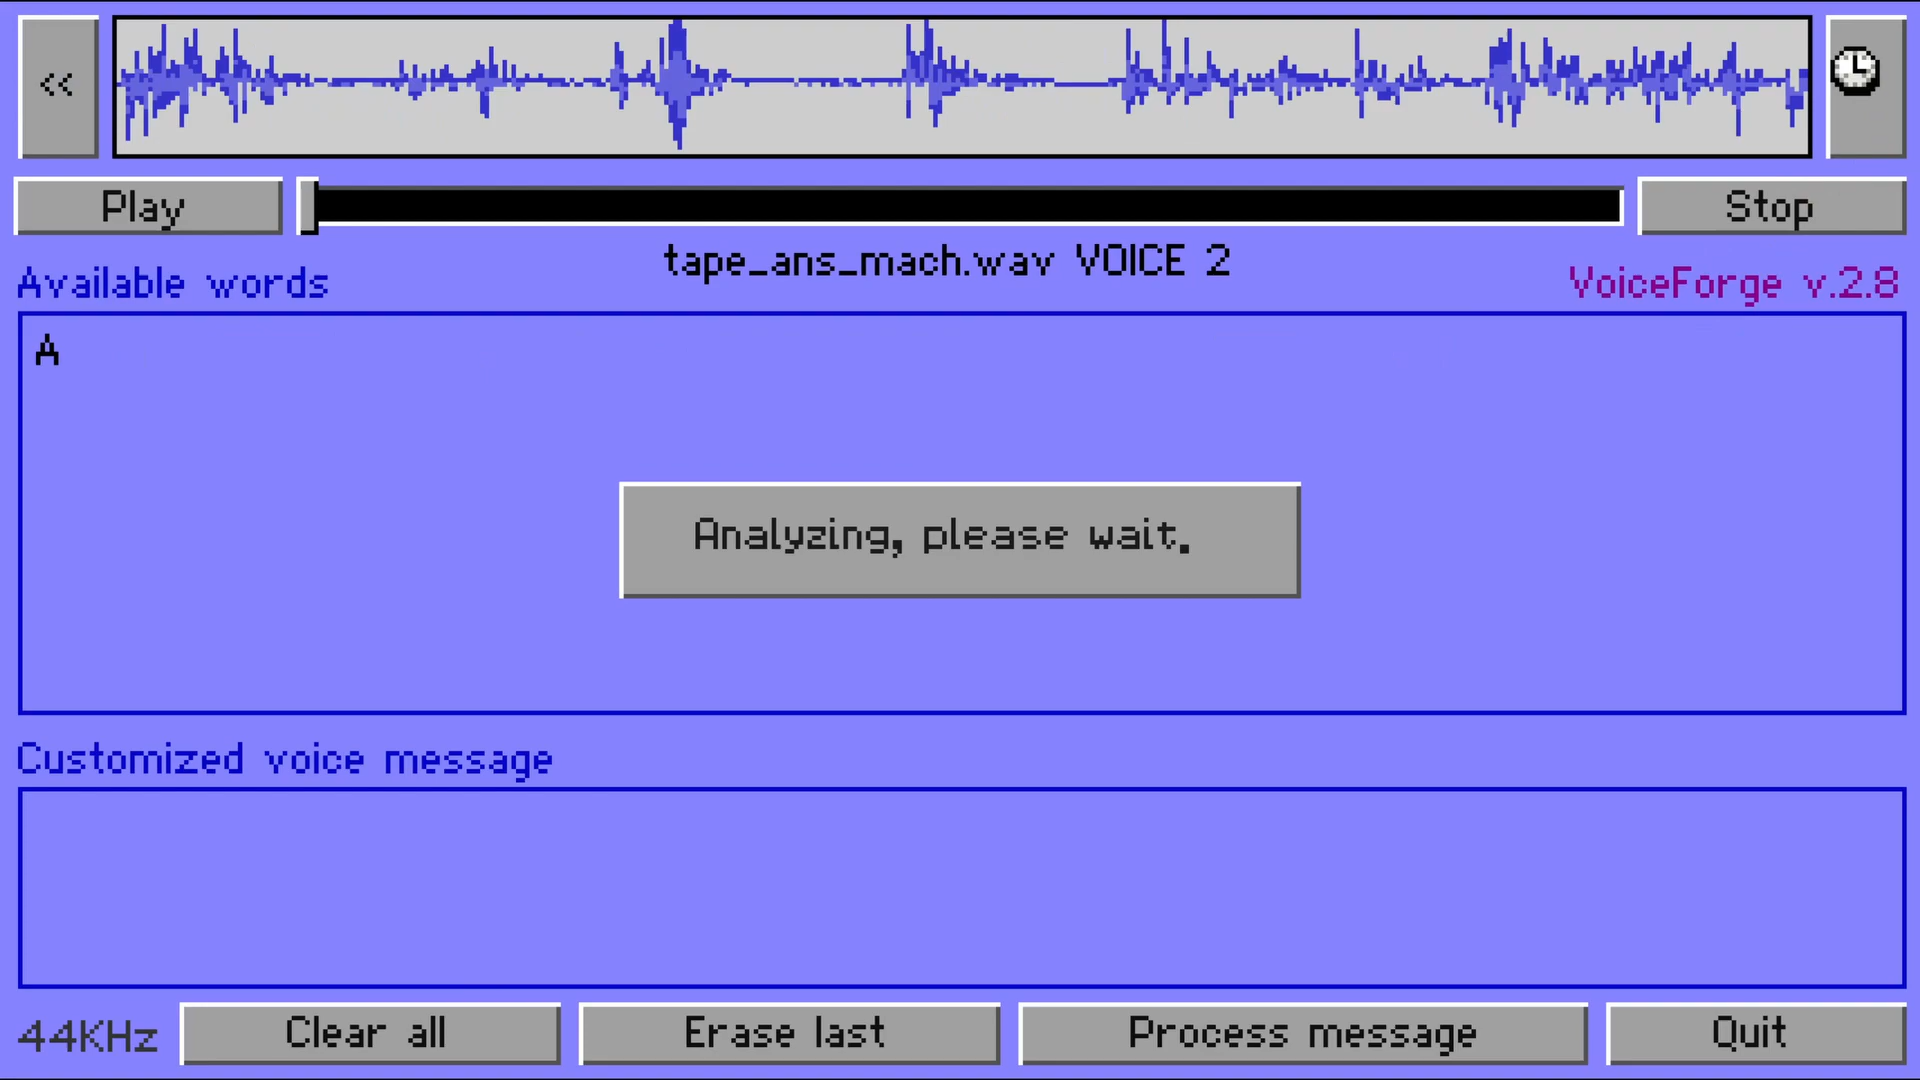 <<
Play
Stop
tape_ans_mach.wav VOICE 2
Available words
VoiceForge v.2.8
A
Analyzing, please wait.
Customized voice message
44KHz
Clear all
Erase last
Process message
Quit